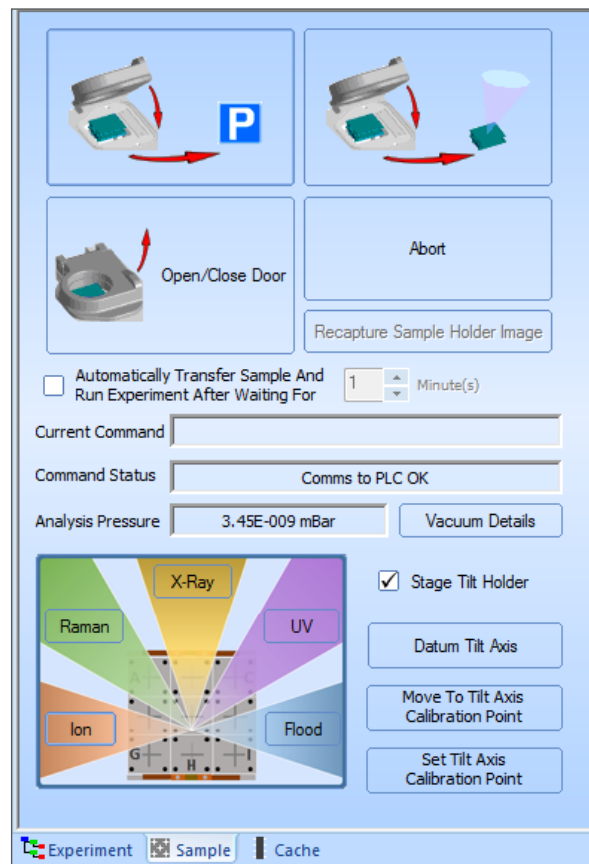 P
Open/Close Door
Abort
Recapture Sample Holder Image
Automatically Transfer Sample And
Run Experiment After Waiting For
1
Minute(s)
Current Command
Command Status
Comms to PLC OK
Analysis Pressure
3.45E-009 mBar
Vacuum Details
X-Ray
Raman
UV
Ion
Flood
A
C
G
H
I
Stage Tilt Holder
Datum Tilt Axis
Move To Tilt Axis
Calibration Point
Set Tilt Axis
Calibration Point
Experiment
Sample
Cache